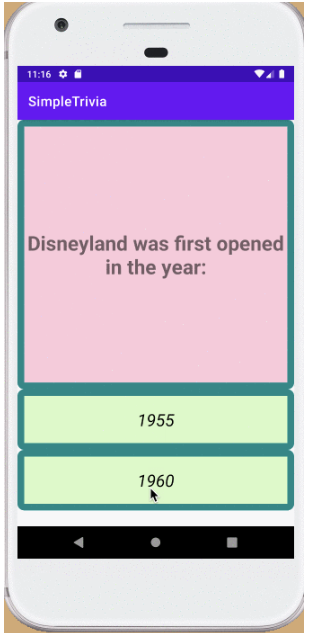 11:16
SimpleTrivia
Disneyland was first opened
in the year:
1955
1960